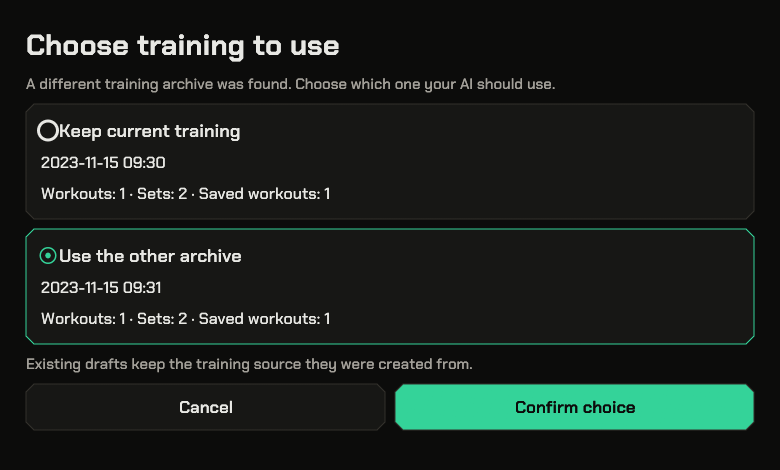 Choose training to use
A different training archive was found. Choose which one your AI should use.
Keep current training
2023-11-15 09:30
Workouts: 1 · Sets: 2 · Saved workouts: 1
Use the other archive
2023-11-15 09:31
Workouts: 1 · Sets: 2 · Saved workouts: 1
Existing drafts keep the training source they were created from.
Cancel
Confirm choice